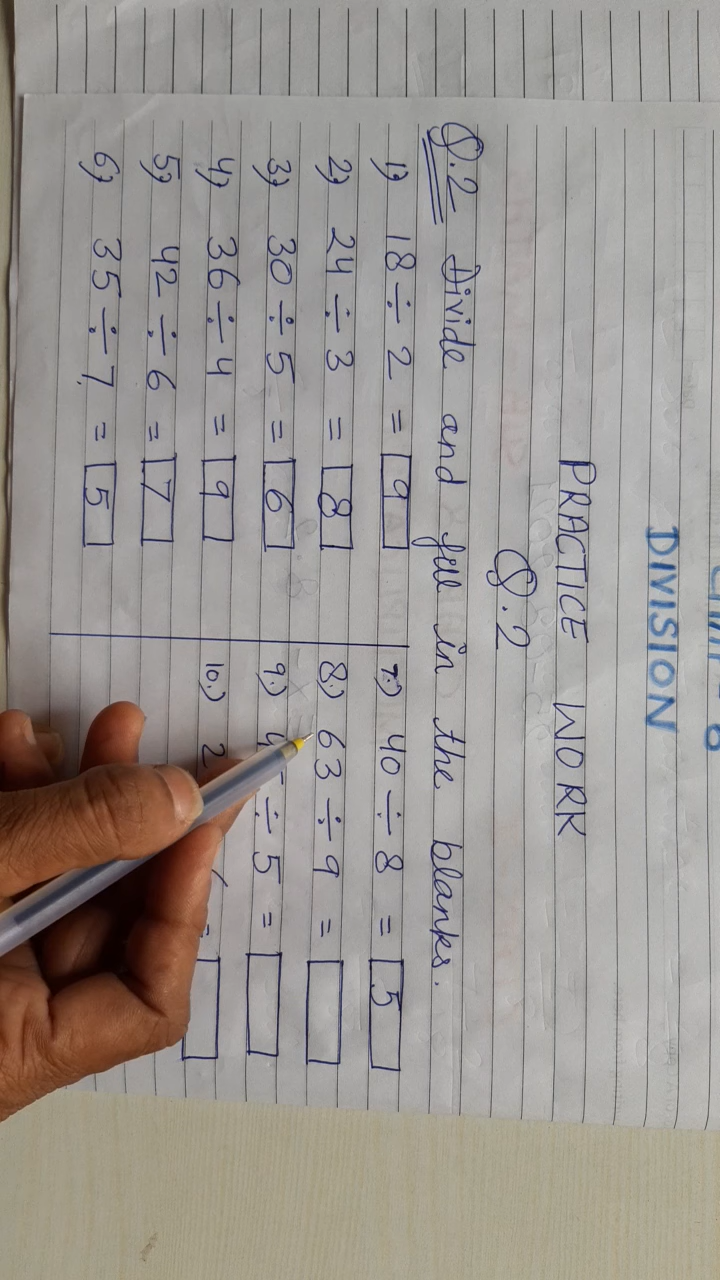 DIVISION
PRACTICE WORK
Q.2
Q.2 Divide and fill in the blanks.
1) 18 ÷ 2 = 9
2) 24 ÷ 3 = 8
3) 30 ÷ 5 = 6
4) 36 ÷ 4 = 9
5) 42 ÷ 6 = 7
6) 35 ÷ 7 = 5
7.) 40 ÷ 8 = 5
8.) 63 ÷ 9 =
9.) ÷ 5 =
10.) 2 =